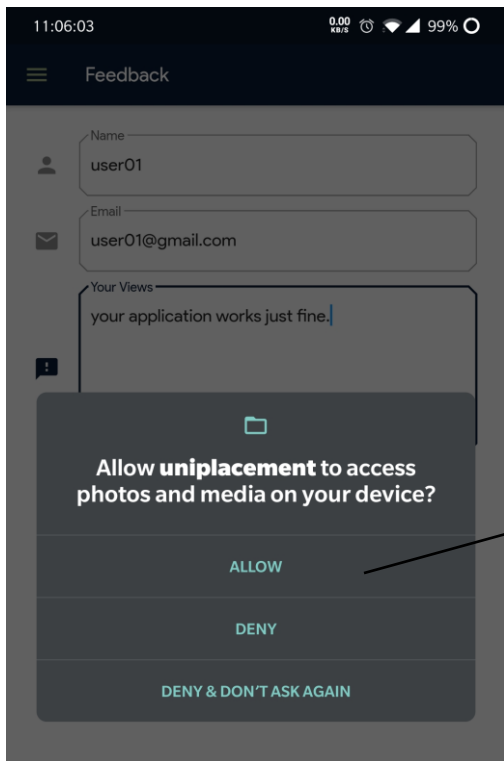 11:06:03 0.00 KB/S 99%
Feedback
Name
user01
Email
user01@gmail.com
Your Views
your application works just fine.
Allow uniplacement to access
photos and media on your device?
ALLOW
DENY
DENY & DON'T ASK AGAIN